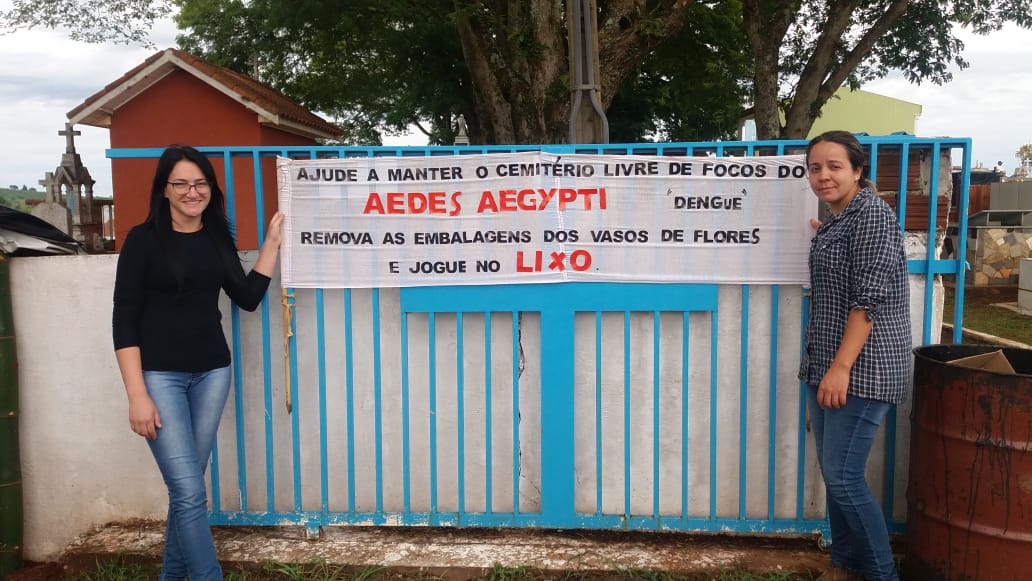 AJUDE A MANTER O CEMITÉRIO LIVRE DE FOCOS DO
AEDES AEGYPTI "DENGUE"
REMOVA AS EMBALAGENS DOS VASOS DE FLORES
E JOGUE NO LIXO.